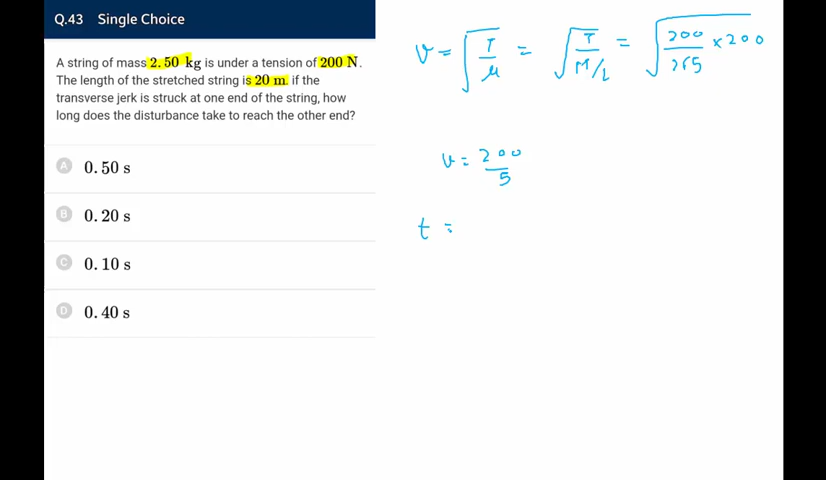 Q.43 Single Choice
A string of mass 2.50 kg is under a tension of 200 N.
The length of the stretched string is 20 m. if the
transverse jerk is struck at one end of the string, how
long does the disturbance take to reach the other end?
A 0.50 s
B 0.20 s
C 0.10 s
D 0.40 s
v = √(T/μ) = √(T/M/L) = √(200/25 × 200)
v = 200/5
t =